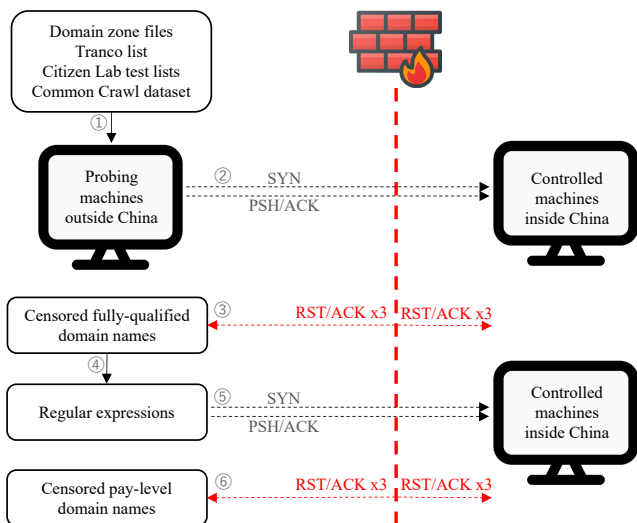 Domain zone files
Tranco list
Citizen Lab test lists
Common Crawl dataset
①
Probing
machines
outside China
②
SYN
PSH/ACK
Controlled
machines
inside China
Censored fully-qualified
domain names
③
RST/ACK x3
RST/ACK x3
④
Regular expressions
⑤
SYN
PSH/ACK
Controlled
machines
inside China
Censored pay-level
domain names
⑥
RST/ACK x3
RST/ACK x3